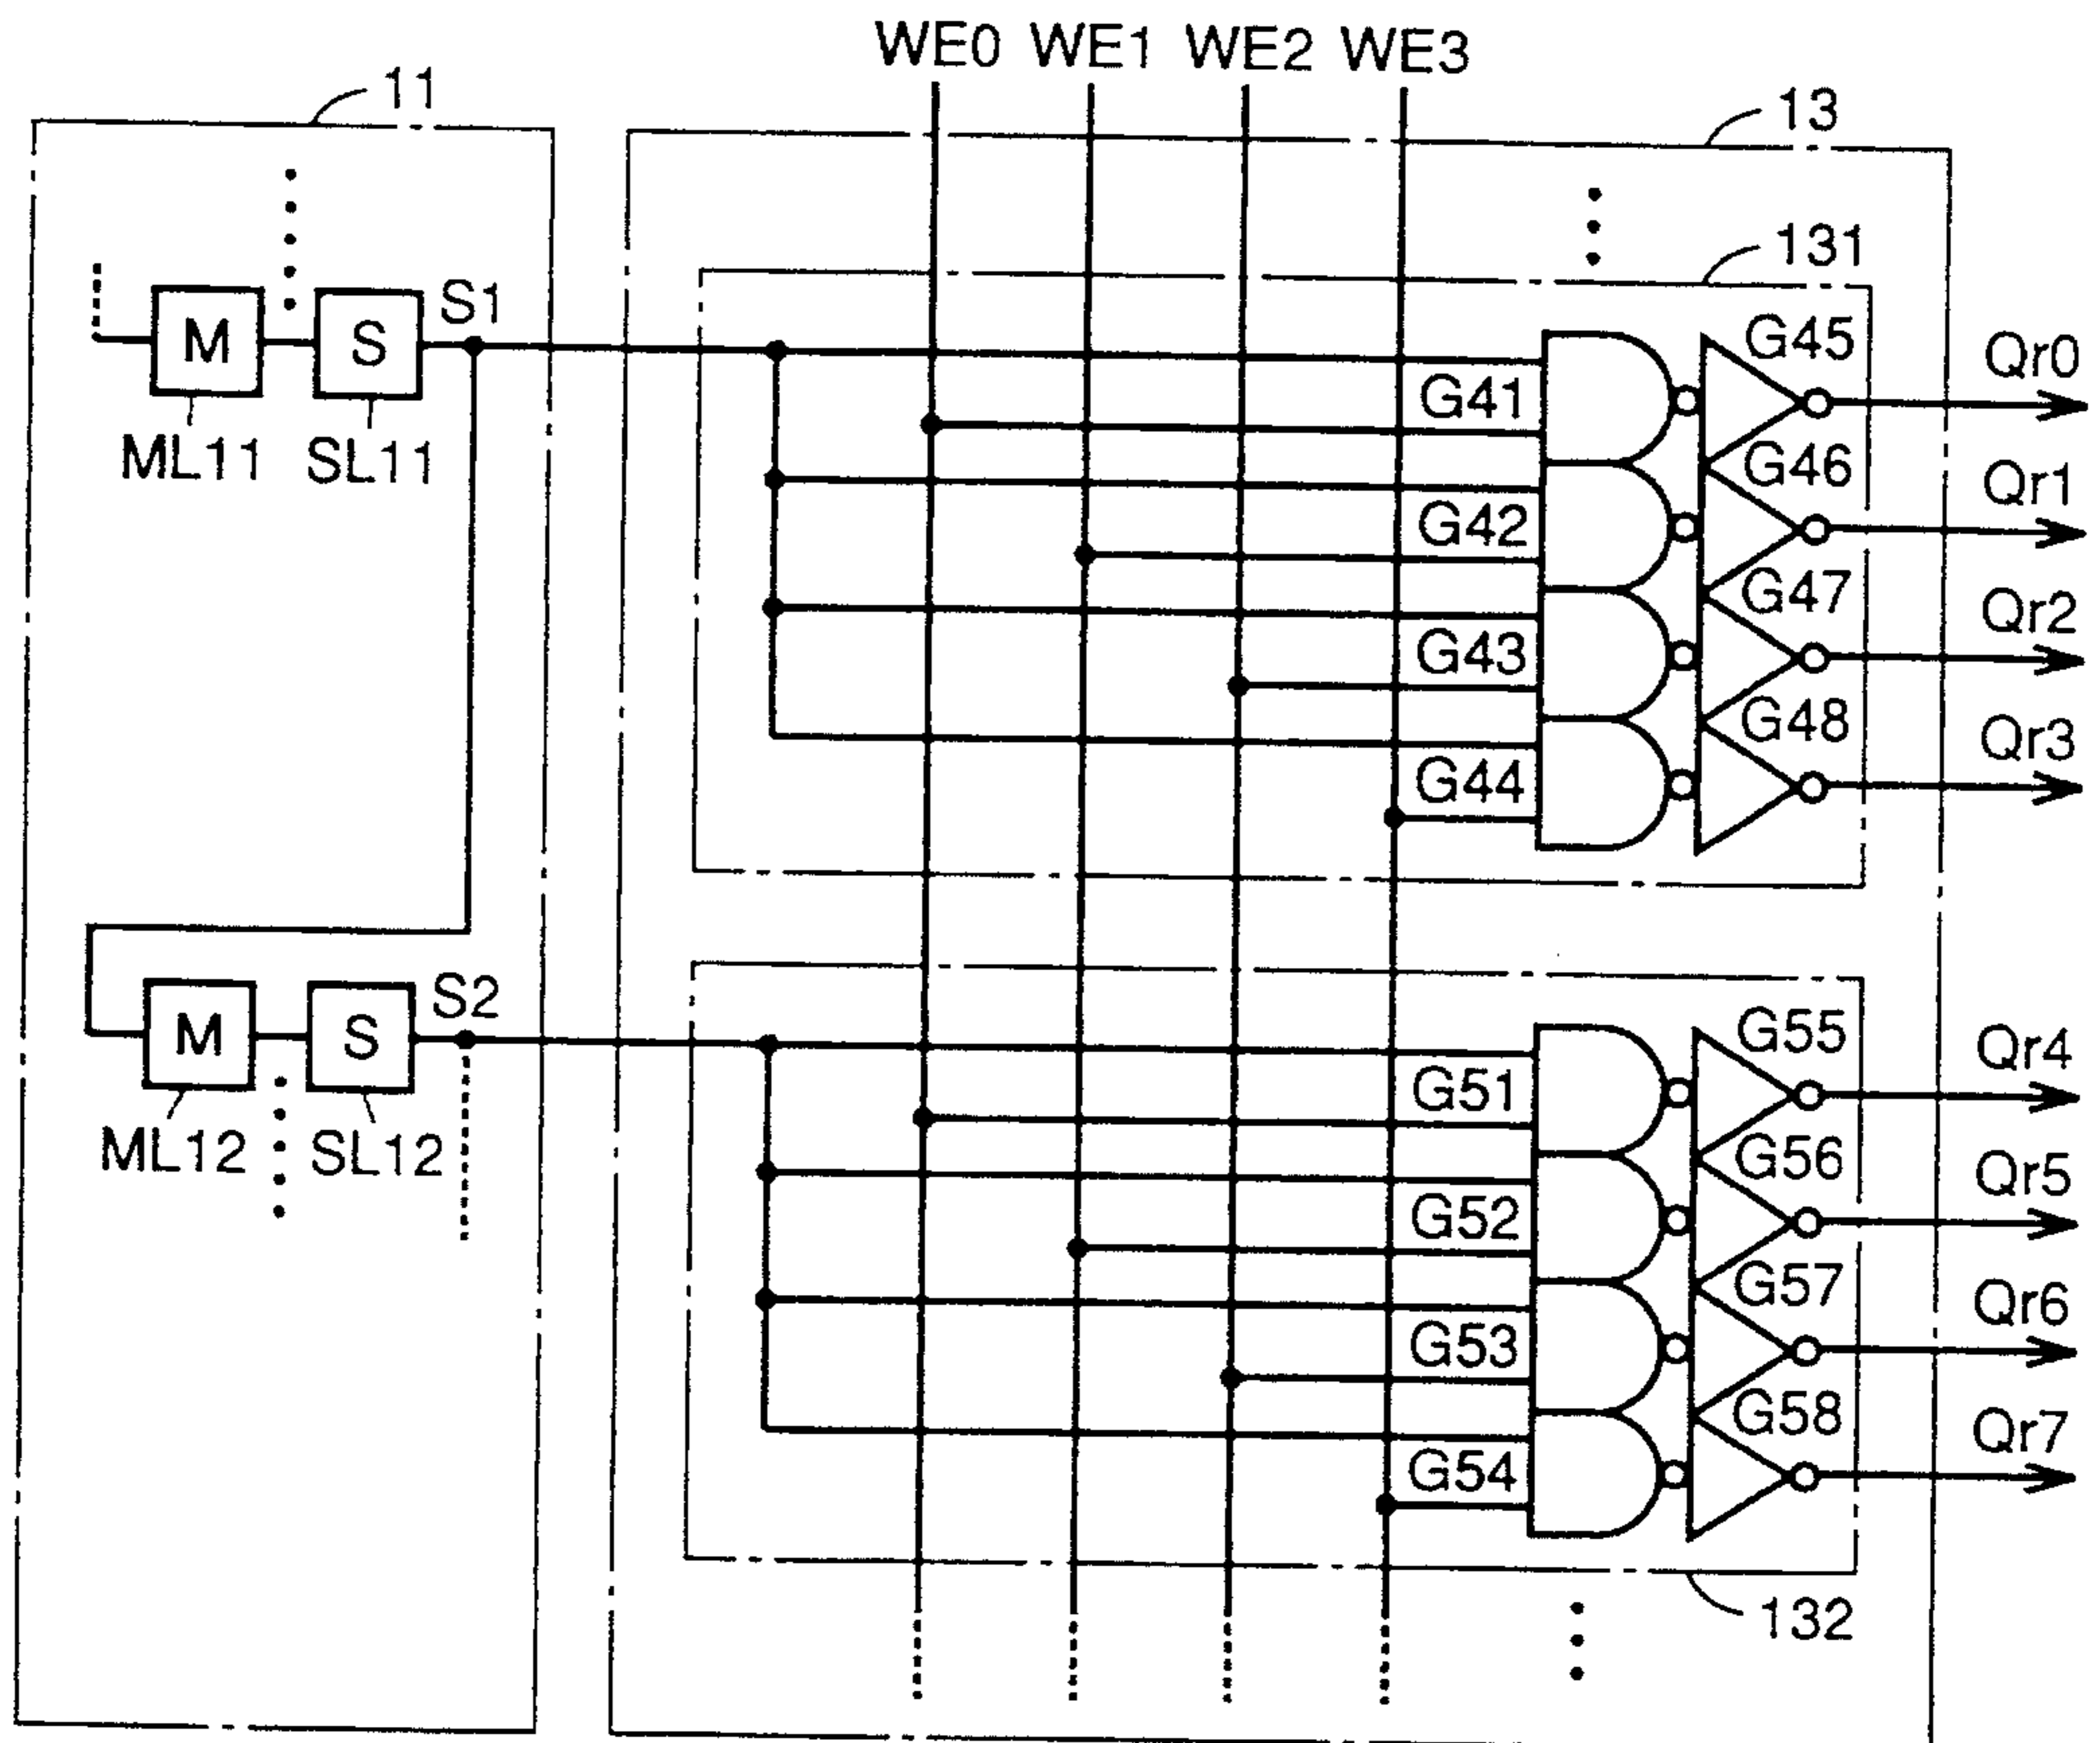 WE0 WE1 WE2 WE3
11
13
131
S1
M
S
ML11
SL11
G41
G45
Qr0
G42
G46
Qr1
G43
G47
Qr2
G44
G48
Qr3
S2
M
S
ML12
SL12
G51
G55
Qr4
G52
G56
Qr5
G53
G57
Qr6
G54
G58
Qr7
132